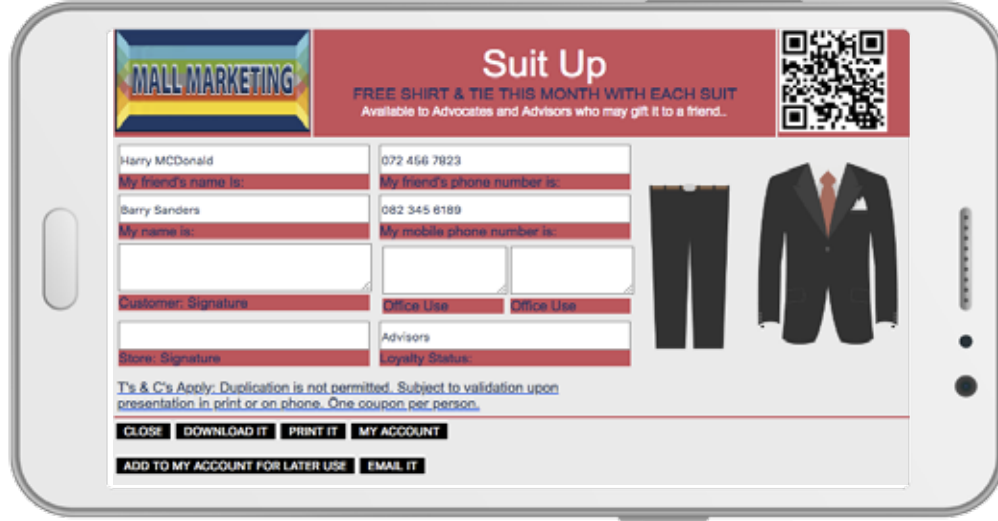 MALL MARKETING
Suit Up
FREE SHIRT & TIE THIS MONTH WITH EACH SUIT
Available to Advocates and Advisors who may gift it to a friend..
Harry MCDonald
072 456 7823
My friend's name Is:
My friend's phone number is:
Barry Sanders
082 345 6189
My name is:
My mobile phone number is:
Customer: Signature
Office Use
Office Use
Advisors
Store: Signature
Loyalty Status:
T's & C's Apply: Duplication is not permitted. Subject to validation upon
presentation in print or on phone. One coupon per person.
CLOSE DOWNLOAD IT PRINT IT MY ACCOUNT
ADD TO MY ACCOUNT FOR LATER USE EMAIL IT